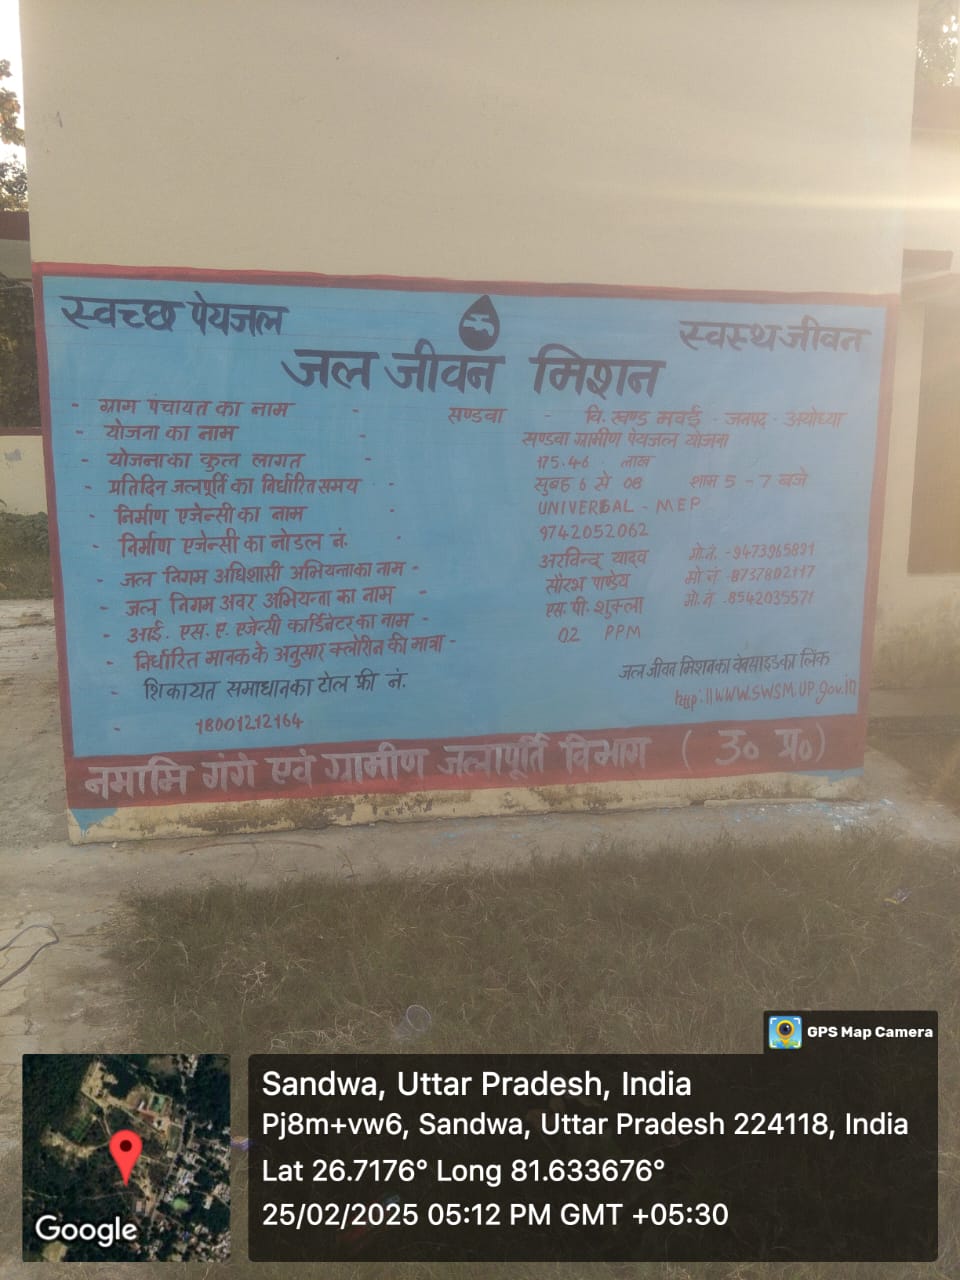 स्वच्छ पेयजल
स्वस्थ जीवन
जल जीवन मिशन
- ग्राम पंचायत का नाम - सण्डवा - वि. खण्ड मवई - जनपद - अयोध्या
- योजना का नाम - सण्डवा ग्रामीण पेयजल योजना
- योजना का कुल लागत - 175.46 लाख
- प्रतिदिन जलपूर्ति का निर्धारित समय - सुबह 6 से 08 शाम 5 - 7 बजे
- निर्माण एजेन्सी का नाम - UNIVERSAL - MEP
- निर्माण एजेन्सी का नोडल नं. - 9742052062
- जल निगम अधिशासी अभियन्ता का नाम - अरविन्द यादव मो.नं. - 9473965891
- जल निगम अवर अभियन्ता का नाम - सौरभ पाण्डेय मो नं - 8737802117
- आई. एस. ए. एजेन्सी कार्डिनेटर का नाम - एस. पी. शुक्ला मो. नं - 8542035571
- निर्धारित मानक के अनुसार क्लोरीन की मात्रा - 02 PPM
- शिकायत समाधान का टोल फ्री नं.
- 18001212164
जल जीवन मिशन का वेबसाइड का लिंक
http://WWW.SWSM.UP.gov.in
नमामि गंगे एवं ग्रामीण जलापूर्ति विभाग ( उ० प्र० )
GPS Map Camera
Sandwa, Uttar Pradesh, India
Pj8m+vw6, Sandwa, Uttar Pradesh 224118, India
Lat 26.7176° Long 81.633676°
25/02/2025 05:12 PM GMT +05:30
Google